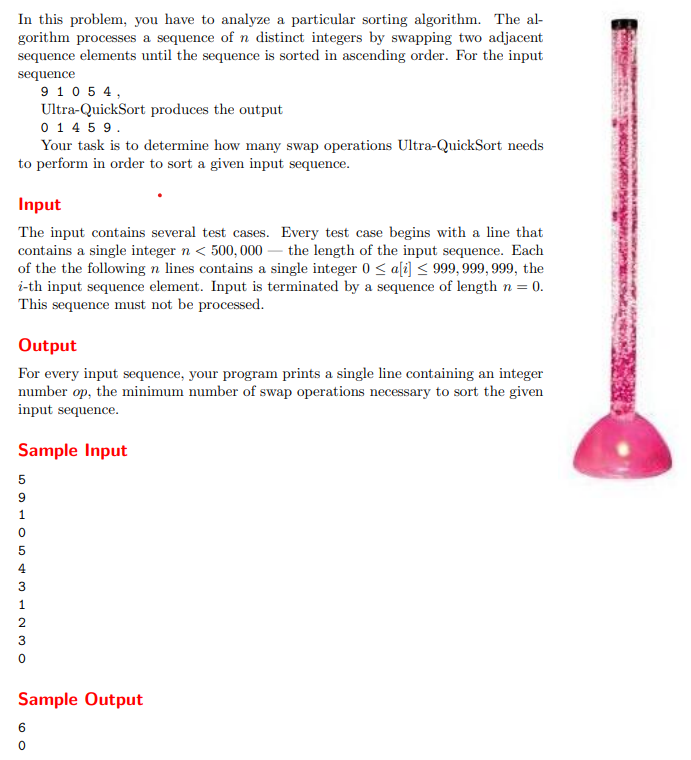 In this problem, you have to analyze a particular sorting algorithm. The al-
gorithm processes a sequence of n distinct integers by swapping two adjacent
sequence elements until the sequence is sorted in ascending order. For the input
sequence
9 1 0 5 4 ,
Ultra-QuickSort produces the output
0 1 4 5 9 .
Your task is to determine how many swap operations Ultra-QuickSort needs
to perform in order to sort a given input sequence.
Input
The input contains several test cases. Every test case begins with a line that
contains a single integer n < 500, 000 — the length of the input sequence. Each
of the the following n lines contains a single integer 0 ≤ a[i] ≤ 999, 999, 999, the
i-th input sequence element. Input is terminated by a sequence of length n = 0.
This sequence must not be processed.
Output
For every input sequence, your program prints a single line containing an integer
number op, the minimum number of swap operations necessary to sort the given
input sequence.
Sample Input
5
9
1
0
5
4
3
1
2
3
0
Sample Output
6
0